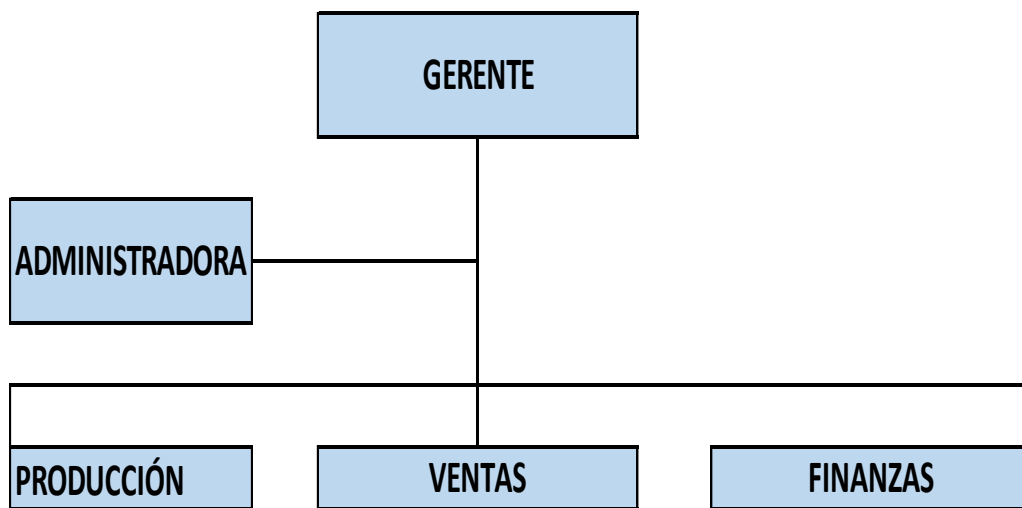 GERENTE
ADMINISTRADORA
PRODUCCIÓN
VENTAS
FINANZAS